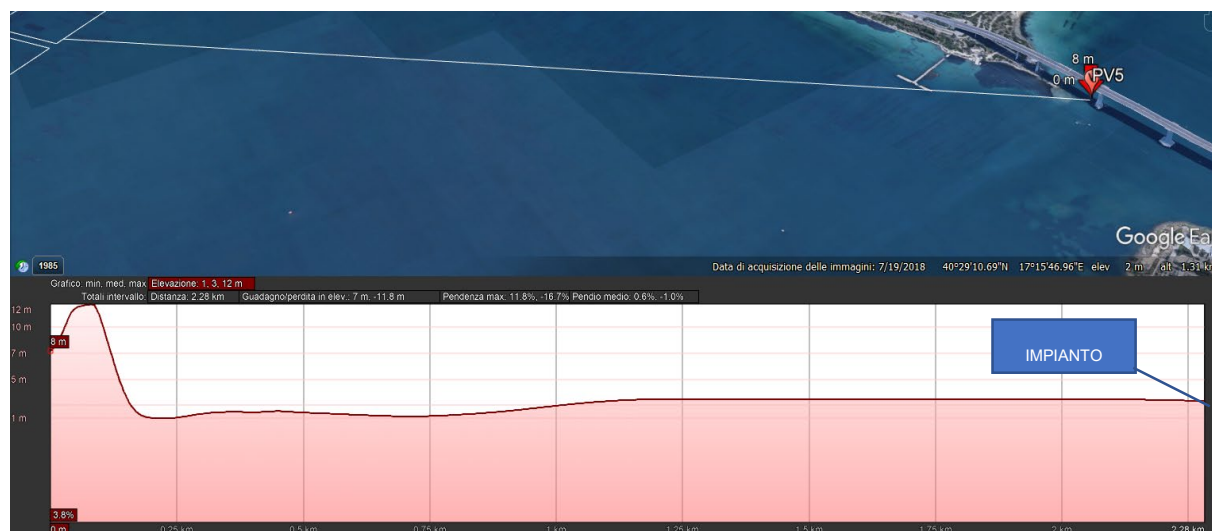 8 m
0 m PV5
Google Ea
1985
Data di acquisizione delle immagini: 7/19/2018 40°29'10.69"N 17°15'46.96"E elev 2 m alt 1.31 k
Grafico. min. med. max Elevazione: 1, 3, 12 m
Totali intervallo: Distanza: 2.28 km Guadagno/perdita in elev.: 7 m. -11.8 m Pendenza max: 11.8%, -16.7% Pendio medio: 0.6%. -1.0%
12 m
10 m
8 m
7 m
IMPIANTO
5 m
1 m
3.8%
0 m 0.25 km 0.5 km 0.75 km 1 km 1.25 km 1.5 km 1.75 km 2 km 2.28 km